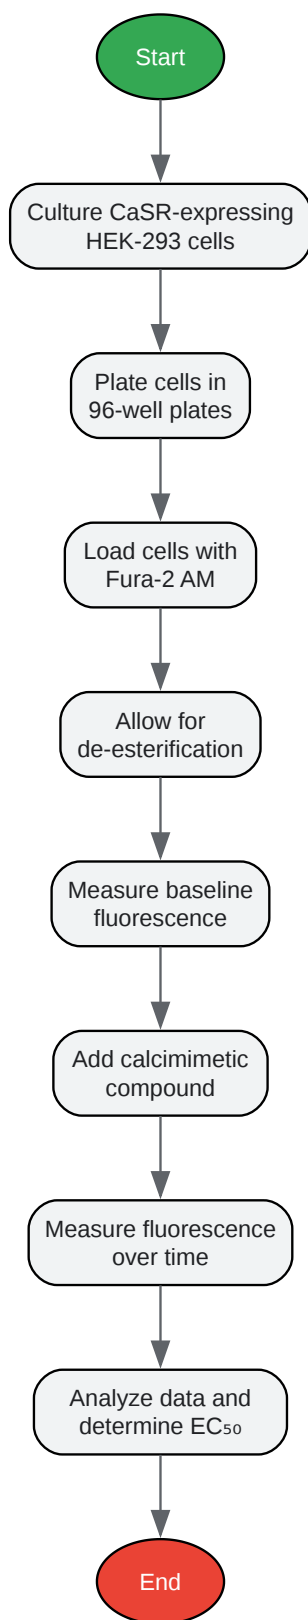 Start
Culture CaSR-expressing
HEK-293 cells
Plate cells in
96-well plates
Load cells with
Fura-2 AM
Allow for
de-esterification
Measure baseline
fluorescence
Add calcimimetic
compound
Measure fluorescence
over time
Analyze data and
determine EC₅₀
End